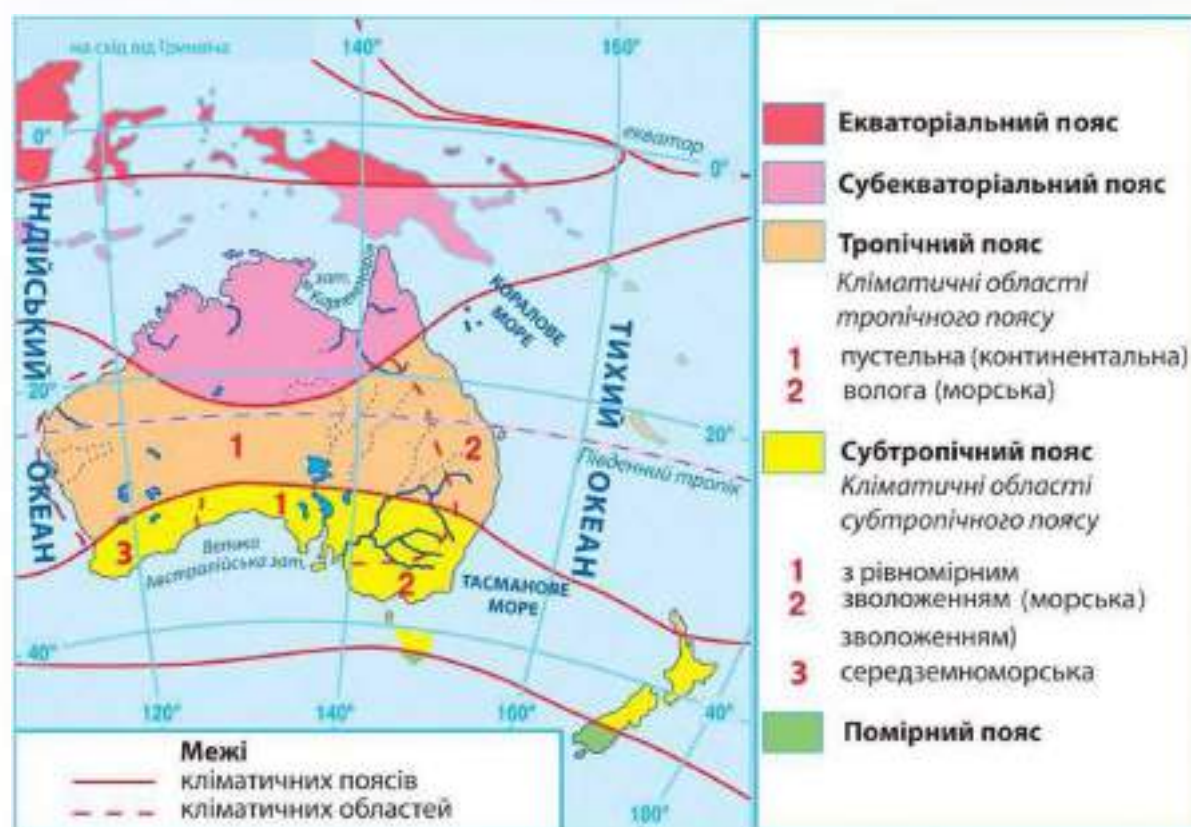 на схід від Гринвіча
140°
160°
0°
екватор
0°
ІНДІЙСЬКИЙ
ОКЕАН
зат.
Карпентарія
КОРАЛОВЕ
МОРЕ
ТИХИЙ
ОКЕАН
20°
20°
Південний тропік
1
2
1
3
2
Велика
Австралійська зат.
ТАСМАНОВЕ
МОРЕ
40°
120°
140°
160°
40°
180°
Межі
кліматичних поясів
кліматичних областей
Екваторіальний пояс
Субекваторіальний пояс
Тропічний пояс
Кліматичні області
тропічного поясу
1 пустельна (континентальна)
2 волога (морська)
Субтропічний пояс
Кліматичні області
субтропічного поясу
1 з рівномірним
2 зволоженням (морська)
зволоженням)
3 середземноморська
Помірний пояс